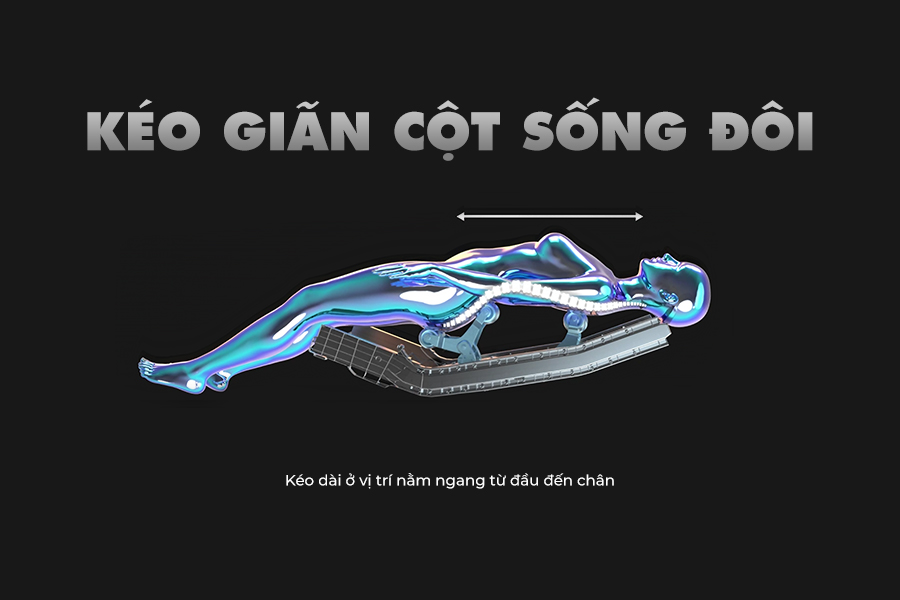 KÉO GIÃN CỘT SỐNG ĐÔI
Kéo dài ở vị trí nằm ngang từ đầu đến chân